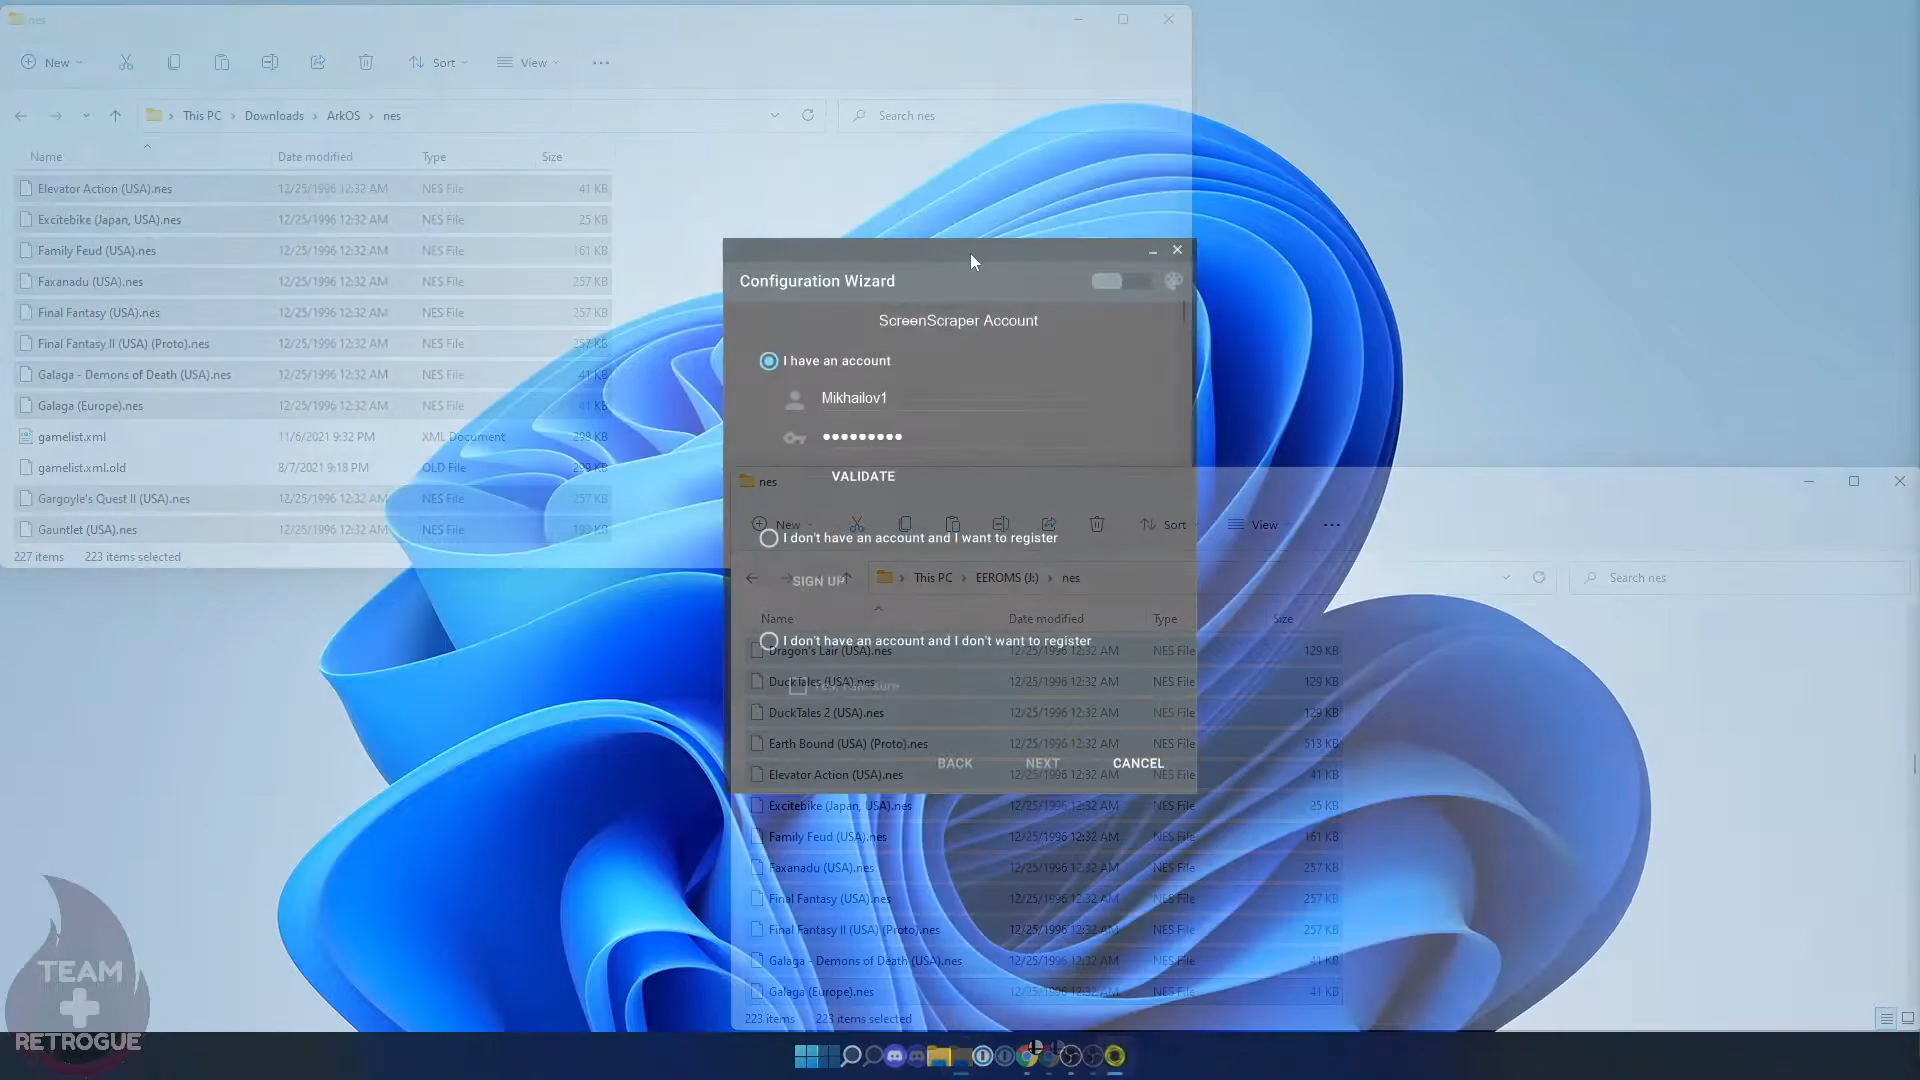 nes
New
Sort
View
This PC > Downloads > ArkOS > nes
Search nes
Name Date modified Type Size
Elevator Action (USA).nes 12/25/1996 12:32 AM NES File 41 KB
Excitebike (Japan, USA).nes 12/25/1996 12:32 AM NES File 25 KB
Family Feud (USA).nes 12/25/1996 12:32 AM NES File 161 KB
Faxanadu (USA).nes 12/25/1996 12:32 AM NES File 257 KB
Final Fantasy (USA).nes 12/25/1996 12:32 AM NES File 257 KB
Final Fantasy II (USA) (Proto).nes 12/25/1996 12:32 AM NES File 257 KB
Galaga - Demons of Death (USA).nes 12/25/1996 12:32 AM NES File 41 KB
Galaga (Europe).nes 12/25/1996 12:32 AM NES File 41 KB
gamelist.xml 11/6/2021 9:32 PM XML Document 299 KB
gamelist.xml.old 8/7/2021 9:18 PM OLD File 299 KB
Gargoyle's Quest II (USA).nes 12/25/1996 12:32 AM NES File 257 KB
Gauntlet (USA).nes 12/25/1996 12:32 AM NES File 193 KB
227 items 223 items selected
Configuration Wizard
ScreenScraper Account
I have an account
Mikhailov1
VALIDATE
I don't have an account and I want to register
SIGN UP
I don't have an account and I don't want to register
BACK NEXT CANCEL
nes
New
Sort
View
This PC > EEROMS (J:) > nes
Search nes
Name Date modified Type Size
Dragon's Lair (USA).nes 12/25/1996 12:32 AM NES File 129 KB
DuckTales (USA).nes 12/25/1996 12:32 AM NES File 129 KB
DuckTales 2 (USA).nes 12/25/1996 12:32 AM NES File 129 KB
Earth Bound (USA) (Proto).nes 12/25/1996 12:32 AM NES File 513 KB
Elevator Action (USA).nes 12/25/1996 12:32 AM NES File 41 KB
Excitebike (Japan, USA).nes 12/25/1996 12:32 AM NES File 25 KB
Family Feud (USA).nes 12/25/1996 12:32 AM NES File 161 KB
Faxanadu (USA).nes 12/25/1996 12:32 AM NES File 257 KB
Final Fantasy (USA).nes 12/25/1996 12:32 AM NES File 257 KB
Final Fantasy II (USA) (Proto).nes 12/25/1996 12:32 AM NES File 257 KB
Galaga - Demons of Death (USA).nes 12/25/1996 12:32 AM NES File 41 KB
Galaga (Europe).nes 12/25/1996 12:32 AM NES File 41 KB
223 items 223 items selected
TEAM
RETROGUE